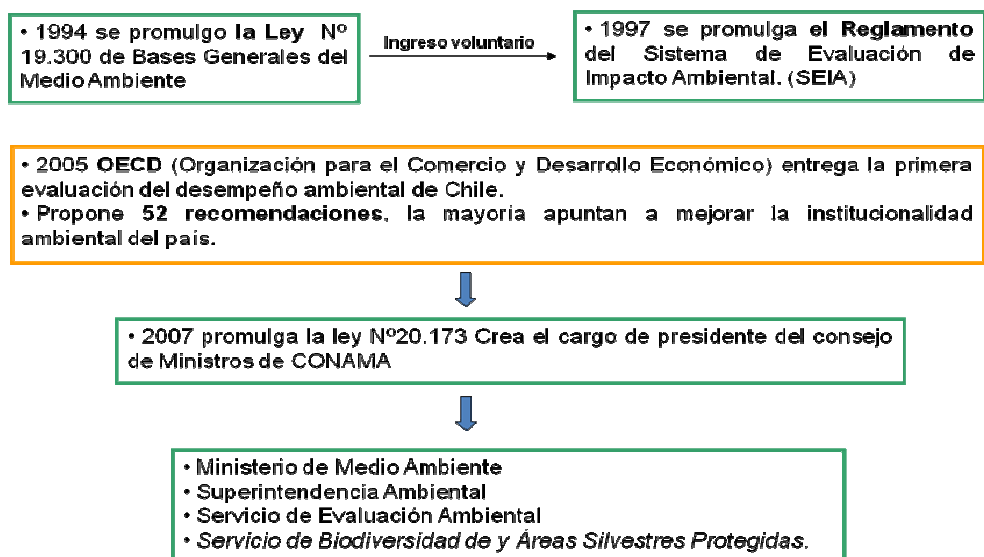 • 1994 se promulgo la Ley Nº
19.300 de Bases Generales del
Medio Ambiente
Ingreso voluntario
• 1997 se promulga el Reglamento
del Sistema de Evaluación de
Impacto Ambiental. (SEIA)
• 2005 OECD (Organización para el Comercio y Desarrollo Económico) entrega la primera
evaluación del desempeño ambiental de Chile.
• Propone 52 recomendaciones, la mayoría apuntan a mejorar la institucionalidad
ambiental del país.
• 2007 promulga la ley Nº20.173 Crea el cargo de presidente del consejo
de Ministros de CONAMA
• Ministerio de Medio Ambiente
• Superintendencia Ambiental
• Servicio de Evaluación Ambiental
• Servicio de Biodiversidad de y Áreas Silvestres Protegidas.